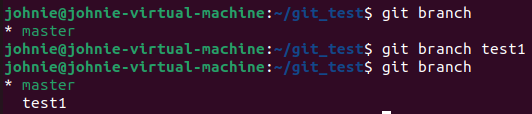 johnie@johnie-virtual-machine:~/git_test$ git branch
* master
johnie@johnie-virtual-machine:~/git_test$ git branch test1
johnie@johnie-virtual-machine:~/git_test$ git branch
* master
  test1